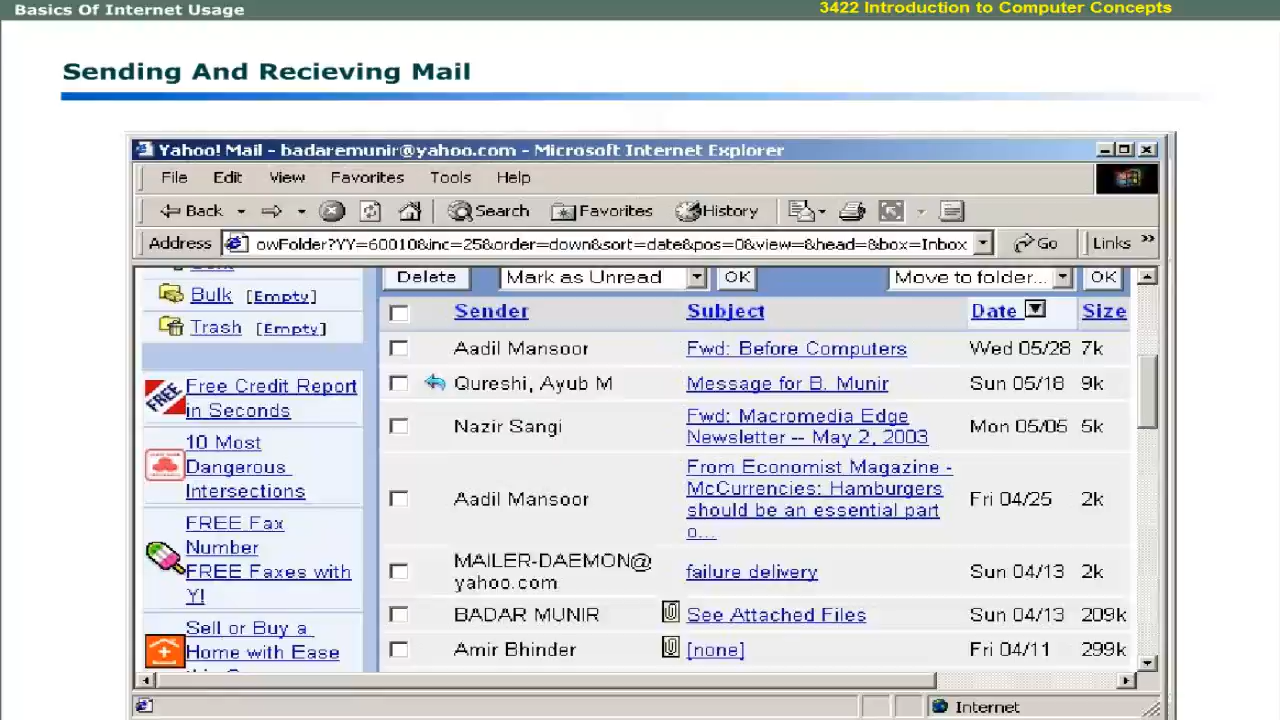 Basics Of Internet Usage
3422 Introduction to Computer Concepts
Sending And Recieving Mail
Yahoo! Mail - badaremunir@yahoo.com - Microsoft Internet Explorer
File Edit View Favorites Tools Help
Back Search Favorites History
Address owFolder?YY=60010&inc=25&order=down&sort=date&pos=0&view=&head=&box=Inbox Go Links »
Bulk [Empty]
Trash [Empty]
Free Credit Report
in Seconds
FREE
10 Most
Dangerous
Intersections
FREE Fax
Number
FREE Faxes with
Y!
Sell or Buy a
Home with Ease
Delete Mark as Unread OK Move to folder... OK
Sender Subject Date Size
Aadil Mansoor Fwd: Before Computers Wed 05/28 7k
Qureshi, Ayub M Message for B. Munir Sun 05/18 9k
Nazir Sangi Fwd: Macromedia Edge
Newsletter -- May 2, 2003 Mon 05/05 5k
Aadil Mansoor From Economist Magazine -
McCurrencies: Hamburgers
should be an essential part
o... Fri 04/25 2k
MAILER-DAEMON@
yahoo.com failure delivery Sun 04/13 2k
BADAR MUNIR See Attached Files Sun 04/13 209k
Amir Bhinder [none] Fri 04/11 299k
Internet